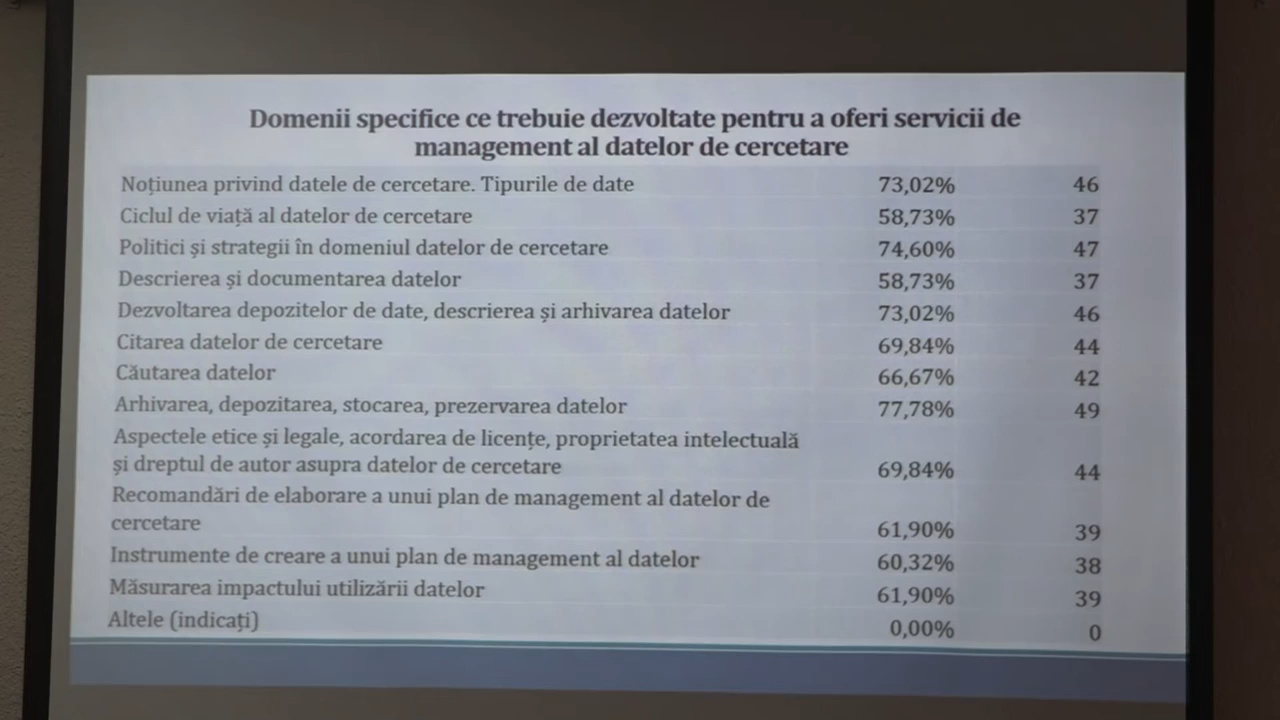 Domenii specifice ce trebuie dezvoltate pentru a oferi servicii de
management al datelor de cercetare
Noțiunea privind datele de cercetare. Tipurile de date 73,02% 46
Ciclul de viață al datelor de cercetare 58,73% 37
Politici și strategii în domeniul datelor de cercetare 74,60% 47
Descrierea și documentarea datelor 58,73% 37
Dezvoltarea depozitelor de date, descrierea și arhivarea datelor 73,02% 46
Citarea datelor de cercetare 69,84% 44
Căutarea datelor 66,67% 42
Arhivarea, depozitarea, stocarea, prezervarea datelor 77,78% 49
Aspectele etice și legale, acordarea de licențe, proprietatea intelectuală
și dreptul de autor asupra datelor de cercetare 69,84% 44
Recomandări de elaborare a unui plan de management al datelor de
cercetare 61,90% 39
Instrumente de creare a unui plan de management al datelor 60,32% 38
Măsurarea impactului utilizării datelor 61,90% 39
Altele (indicați) 0,00% 0